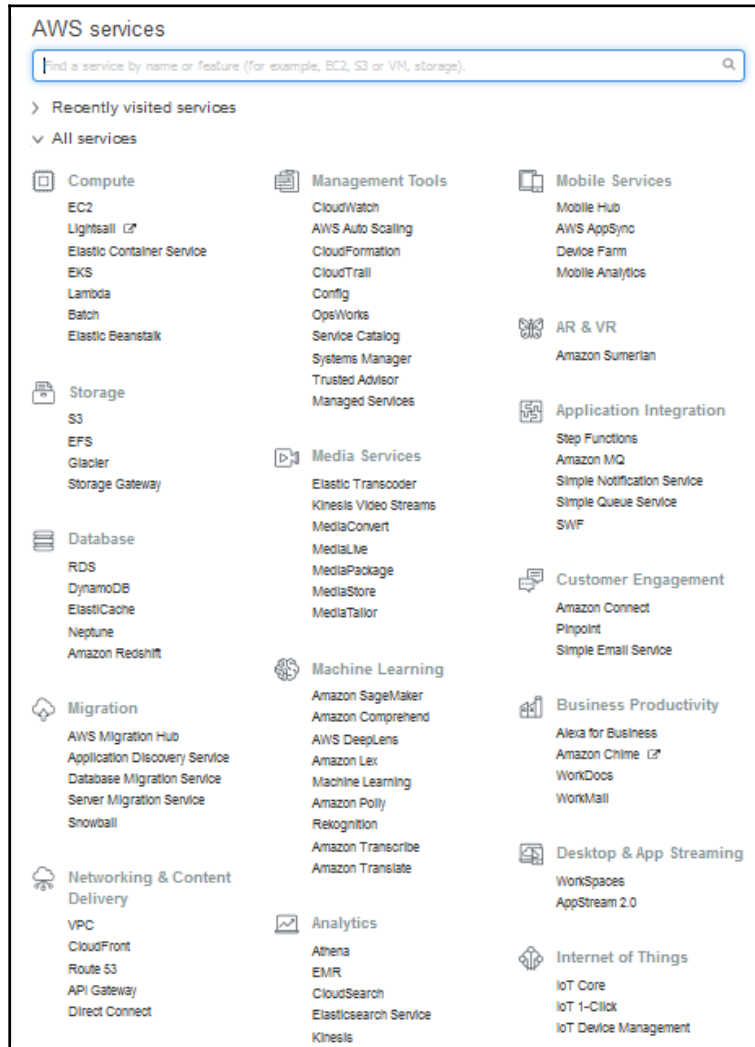 AWS services
Find a service by name or feature (for example, EC2, S3 or VM, storage).
Recently visited services
All services
Compute
EC2
Lightsail
Elastic Container Service
EKS
Lambda
Batch
Elastic Beanstalk
Storage
S3
EFS
Glacier
Storage Gateway
Database
RDS
DynamoDB
ElastiCache
Neptune
Amazon Redshift
Migration
AWS Migration Hub
Application Discovery Service
Database Migration Service
Server Migration Service
Snowball
Networking & Content
Delivery
VPC
CloudFront
Route 53
API Gateway
Direct Connect
Management Tools
CloudWatch
AWS Auto Scaling
CloudFormation
CloudTrail
Config
OpsWorks
Service Catalog
Systems Manager
Trusted Advisor
Managed Services
Media Services
Elastic Transcoder
Kinesis Video Streams
MediaConvert
MediaLive
MediaPackage
MediaStore
MediaTailor
Machine Learning
Amazon SageMaker
Amazon Comprehend
AWS DeepLens
Amazon Lex
Machine Learning
Amazon Polly
Rekognition
Amazon Transcribe
Amazon Translate
Analytics
Athena
EMR
CloudSearch
Elasticsearch Service
Kinesis
Mobile Services
Mobile Hub
AWS AppSync
Device Farm
Mobile Analytics
AR & VR
Amazon Sumerian
Application Integration
Step Functions
Amazon MQ
Simple Notification Service
Simple Queue Service
SWF
Customer Engagement
Amazon Connect
Pinpoint
Simple Email Service
Business Productivity
Alexa for Business
Amazon Chime
WorkDocs
WorkMail
Desktop & App Streaming
WorkSpaces
AppStream 2.0
Internet of Things
IoT Core
IoT 1-Click
IoT Device Management